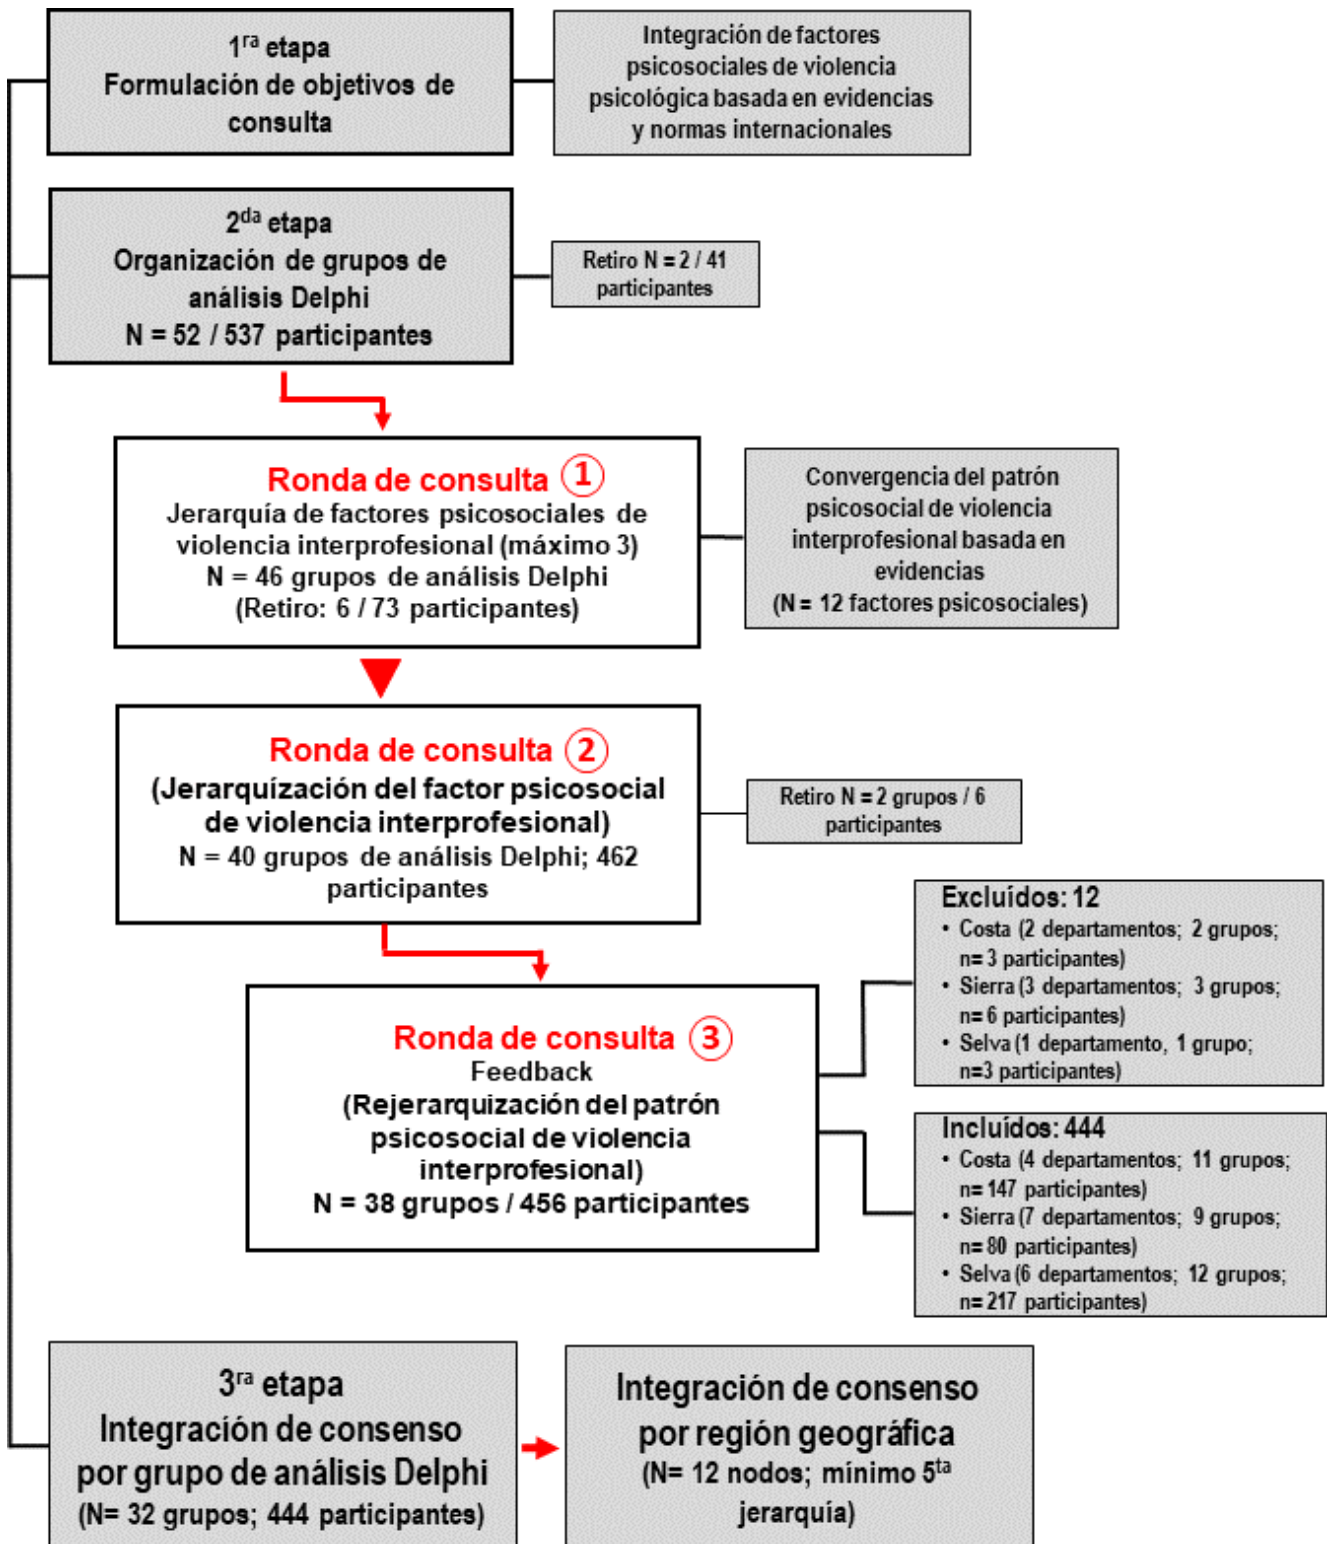 1ra etapa
Formulación de objetivos de
consulta
Integración de factores
psicosociales de violencia
psicológica basada en evidencias
y normas internacionales
2da etapa
Organización de grupos de
análisis Delphi
N = 52 / 537 participantes
Retiro N = 2 / 41
participantes
Ronda de consulta 1
Jerarquía de factores psicosociales de
violencia interprofesional (máximo 3)
N = 46 grupos de análisis Delphi
(Retiro: 6 / 73 participantes)
Convergencia del patrón
psicosocial de violencia
interprofesional basada en
evidencias
(N = 12 factores psicosociales)
Ronda de consulta 2
(Jerarquízación del factor psicosocial
de violencia interprofesional)
N = 40 grupos de análisis Delphi; 462
participantes
Retiro N = 2 grupos / 6
participantes
Ronda de consulta 3
Feedback
(Rejerarquización del patrón
psicosocial de violencia
interprofesional)
N = 38 grupos / 456 participantes
Excluídos: 12
• Costa (2 departamentos; 2 grupos;
n= 3 participantes)
• Sierra (3 departamentos; 3 grupos;
n= 6 participantes)
• Selva (1 departamento, 1 grupo;
n=3 participantes)
Incluídos: 444
• Costa (4 departamentos; 11 grupos;
n= 147 participantes)
• Sierra (7 departamentos; 9 grupos;
n= 80 participantes)
• Selva (6 departamentos; 12 grupos;
n= 217 participantes)
3ra etapa
Integración de consenso
por grupo de análisis Delphi
(N= 32 grupos; 444 participantes)
Integración de consenso
por región geográfica
(N= 12 nodos; mínimo 5ta
jerarquía)